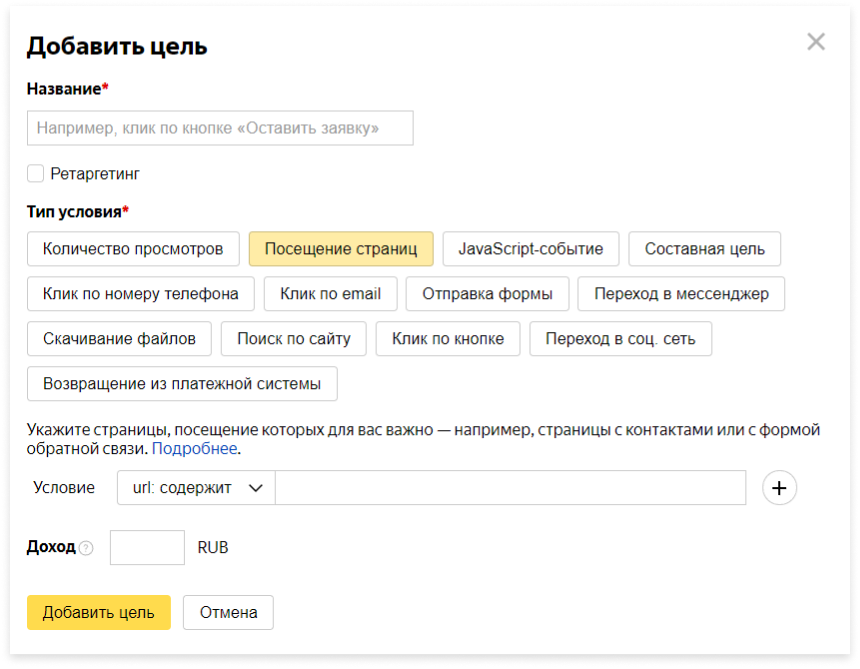 Добавить цель
Название*
Например, клик по кнопке «Оставить заявку»
Ретаргетинг
Тип условия*
Количество просмотров Посещение страниц JavaScript-событие Составная цель
Клик по номеру телефона Клик по email Отправка формы Переход в мессенджер
Скачивание файлов Поиск по сайту Клик по кнопке Переход в соц. сеть
Возвращение из платежной системы
Укажите страницы, посещение которых для вас важно — например, страницы с контактами или с формой
обратной связи. Подробнее.
Условие url: содержит
Доход ? RUB
Добавить цель Отмена